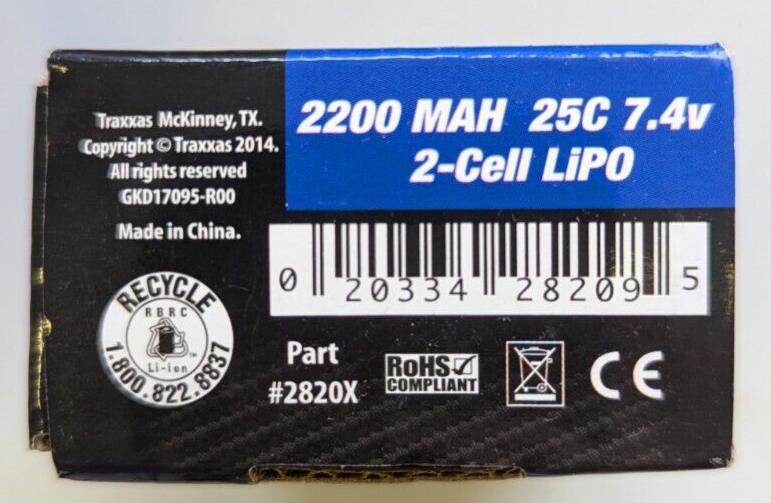 Traxxas McKinney, TX.
Copyright © Traxxas 2014.
All rights reserved
GKD17095-R00
Made in China.
2200 MAH 25C 7.4v
2-Cell LiPO
0 20334 28209 5
RECYCLE
RBRC
TM
Li-ion
1.800.822.8837
Part
#2820X
RoHS
COMPLIANT
CE